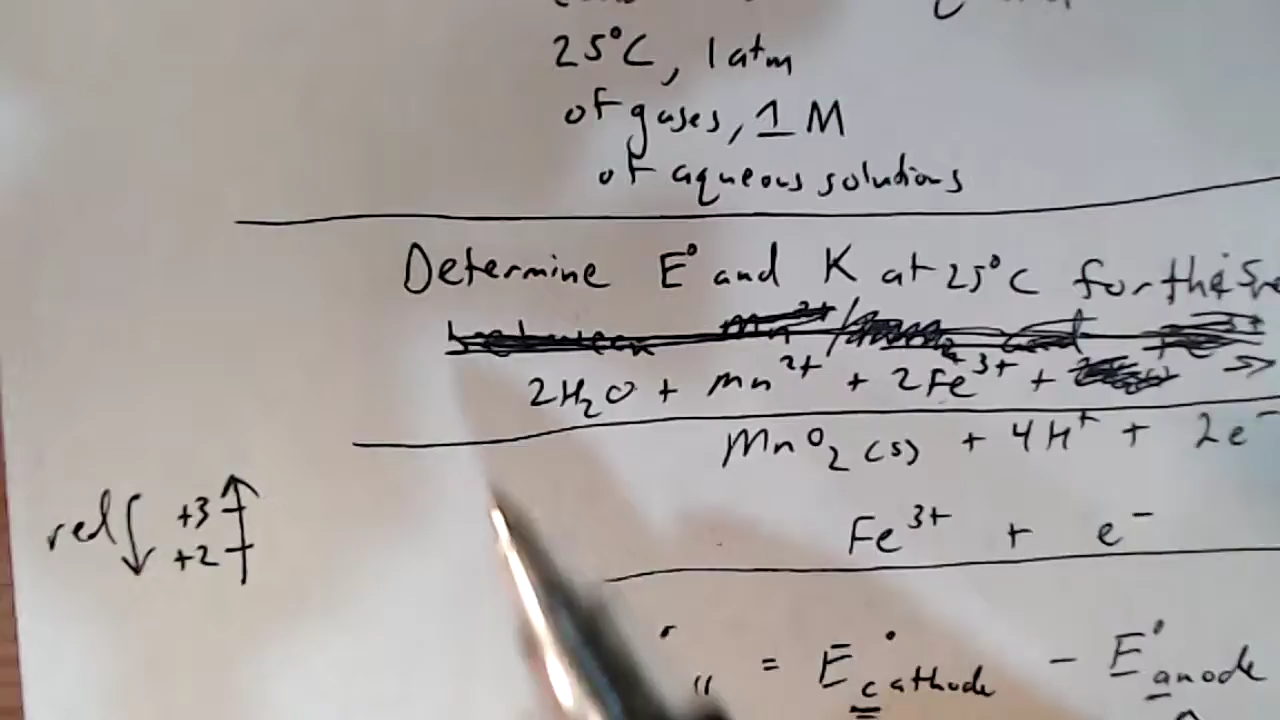 25°C, 1 atm
of gases, 1 M
of aqueous solutions
Determine E° and K at 25°C for the
2H₂O + Mn²⁺ + 2Fe³⁺ + →
MnO₂(s) + 4H⁺ + 2e⁻
Fe³⁺ + e⁻
red +3
+2
= E°cathode - E°anode